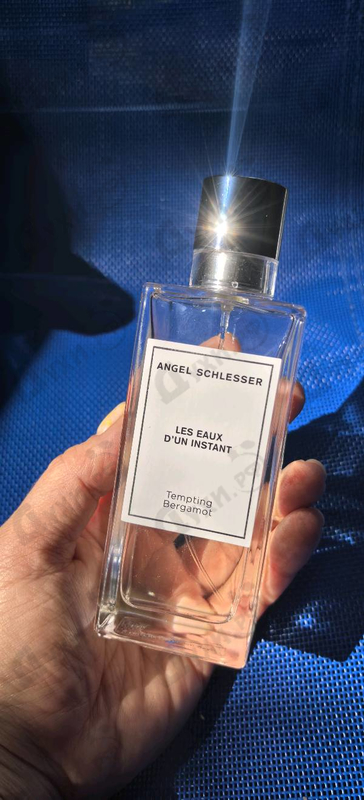 ANGEL SCHLESSER
LES EAUX
D'UN INSTANT
Tempting
Bergamot